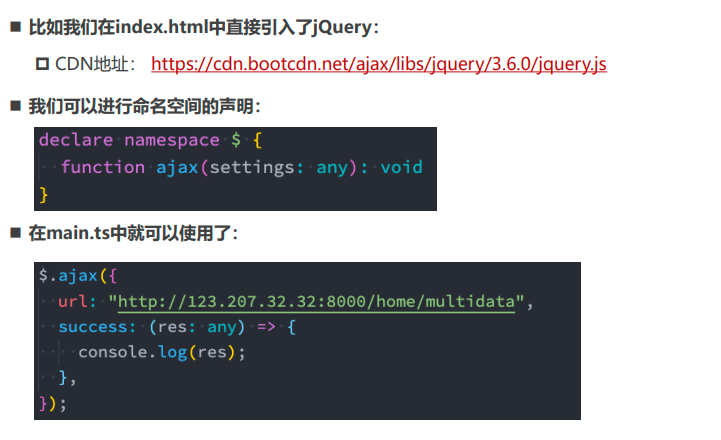 ■ 比如我们在index.html中直接引入了jQuery：
CDN地址： https://cdn.bootcdn.net/ajax/libs/jquery/3.6.0/jquery.js
■ 我们可以进行命名空间的声明：
declare namespace $ {
  function ajax(settings: any): void
}
■ 在main.ts中就可以使用了：
$.ajax({
  url: "http://123.207.32.32:8000/home/multidata",
  success: (res: any) => {
    console.log(res);
  },
});